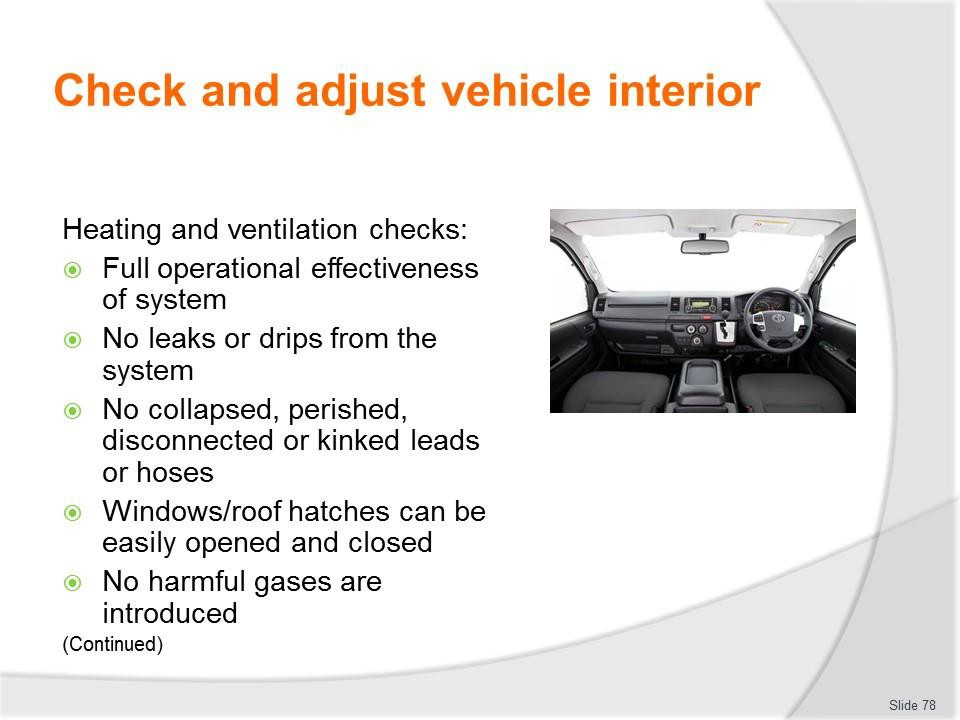 Check and adjust vehicle interior
Heating and ventilation checks:
Full operational effectiveness
of system
No leaks or drips from the
system
No collapsed, perished,
disconnected or kinked leads
or hoses
Windows/roof hatches can be
easily opened and closed
No harmful gases are
introduced
(Continued)
Slide 78